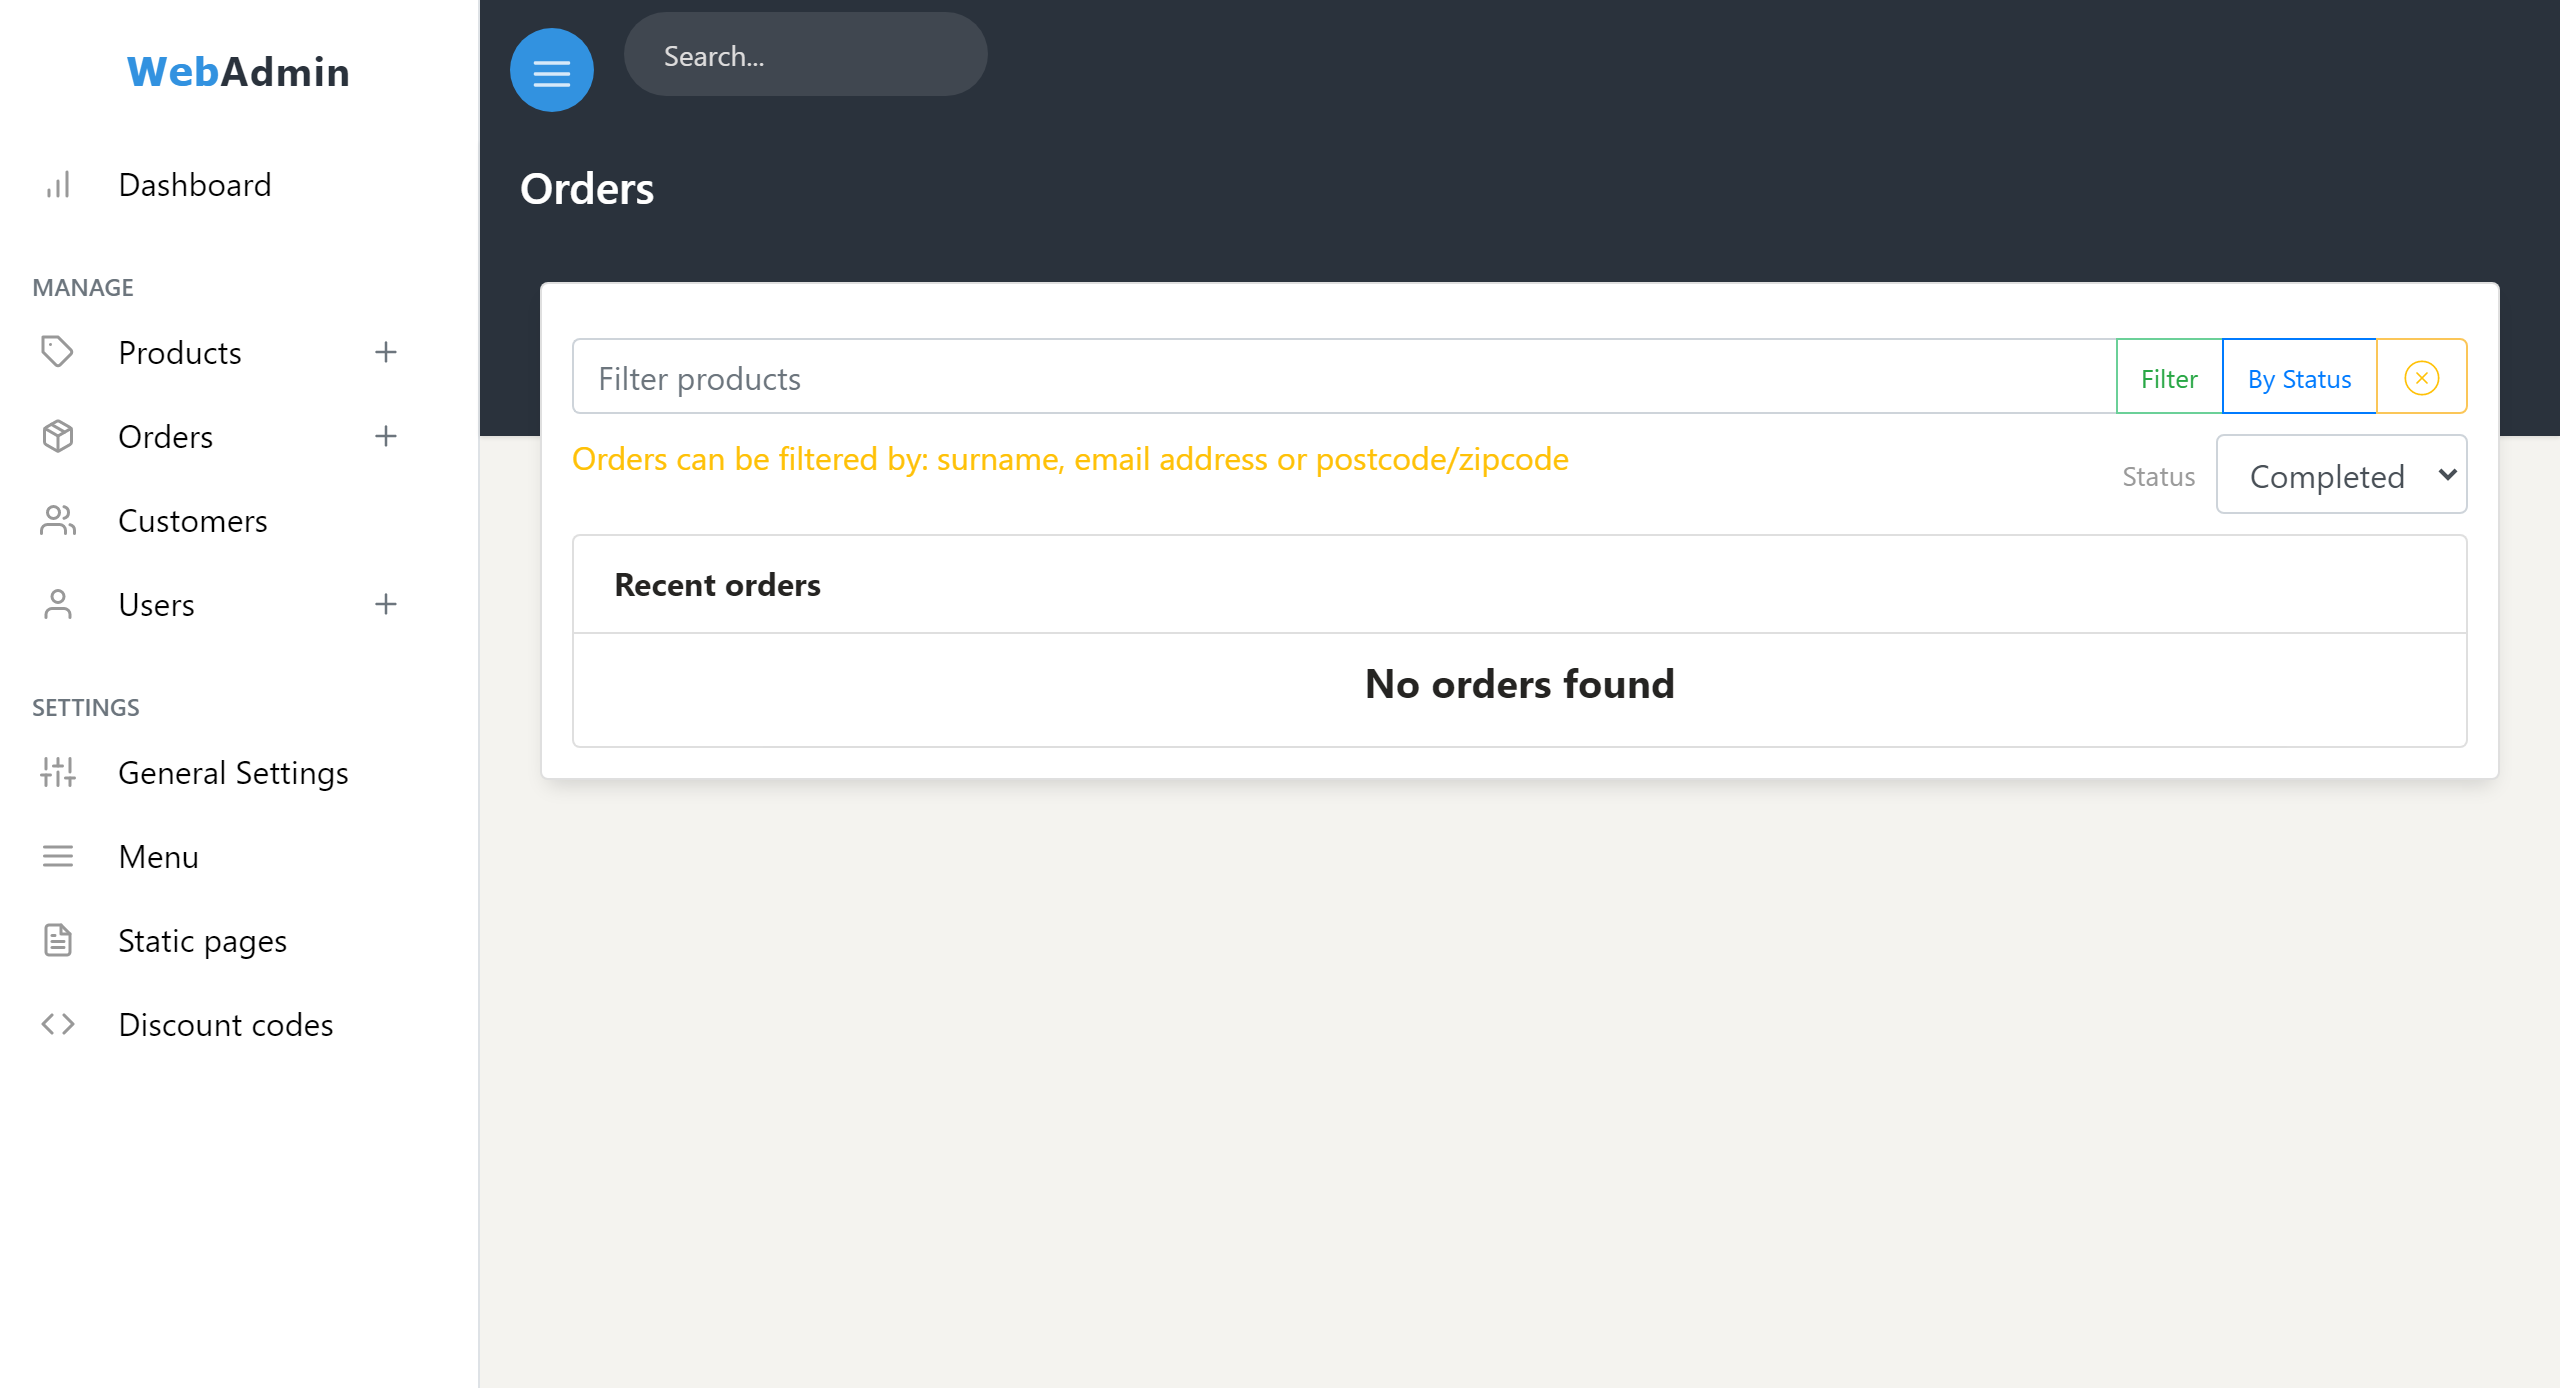 WebAdmin
Search...
Dashboard
Orders
MANAGE
Products
Orders
Customers
Users
SETTINGS
General Settings
Menu
Static pages
Discount codes
Filter products
Filter
By Status
Orders can be filtered by: surname, email address or postcode/zipcode
Status
Completed
Recent orders
No orders found